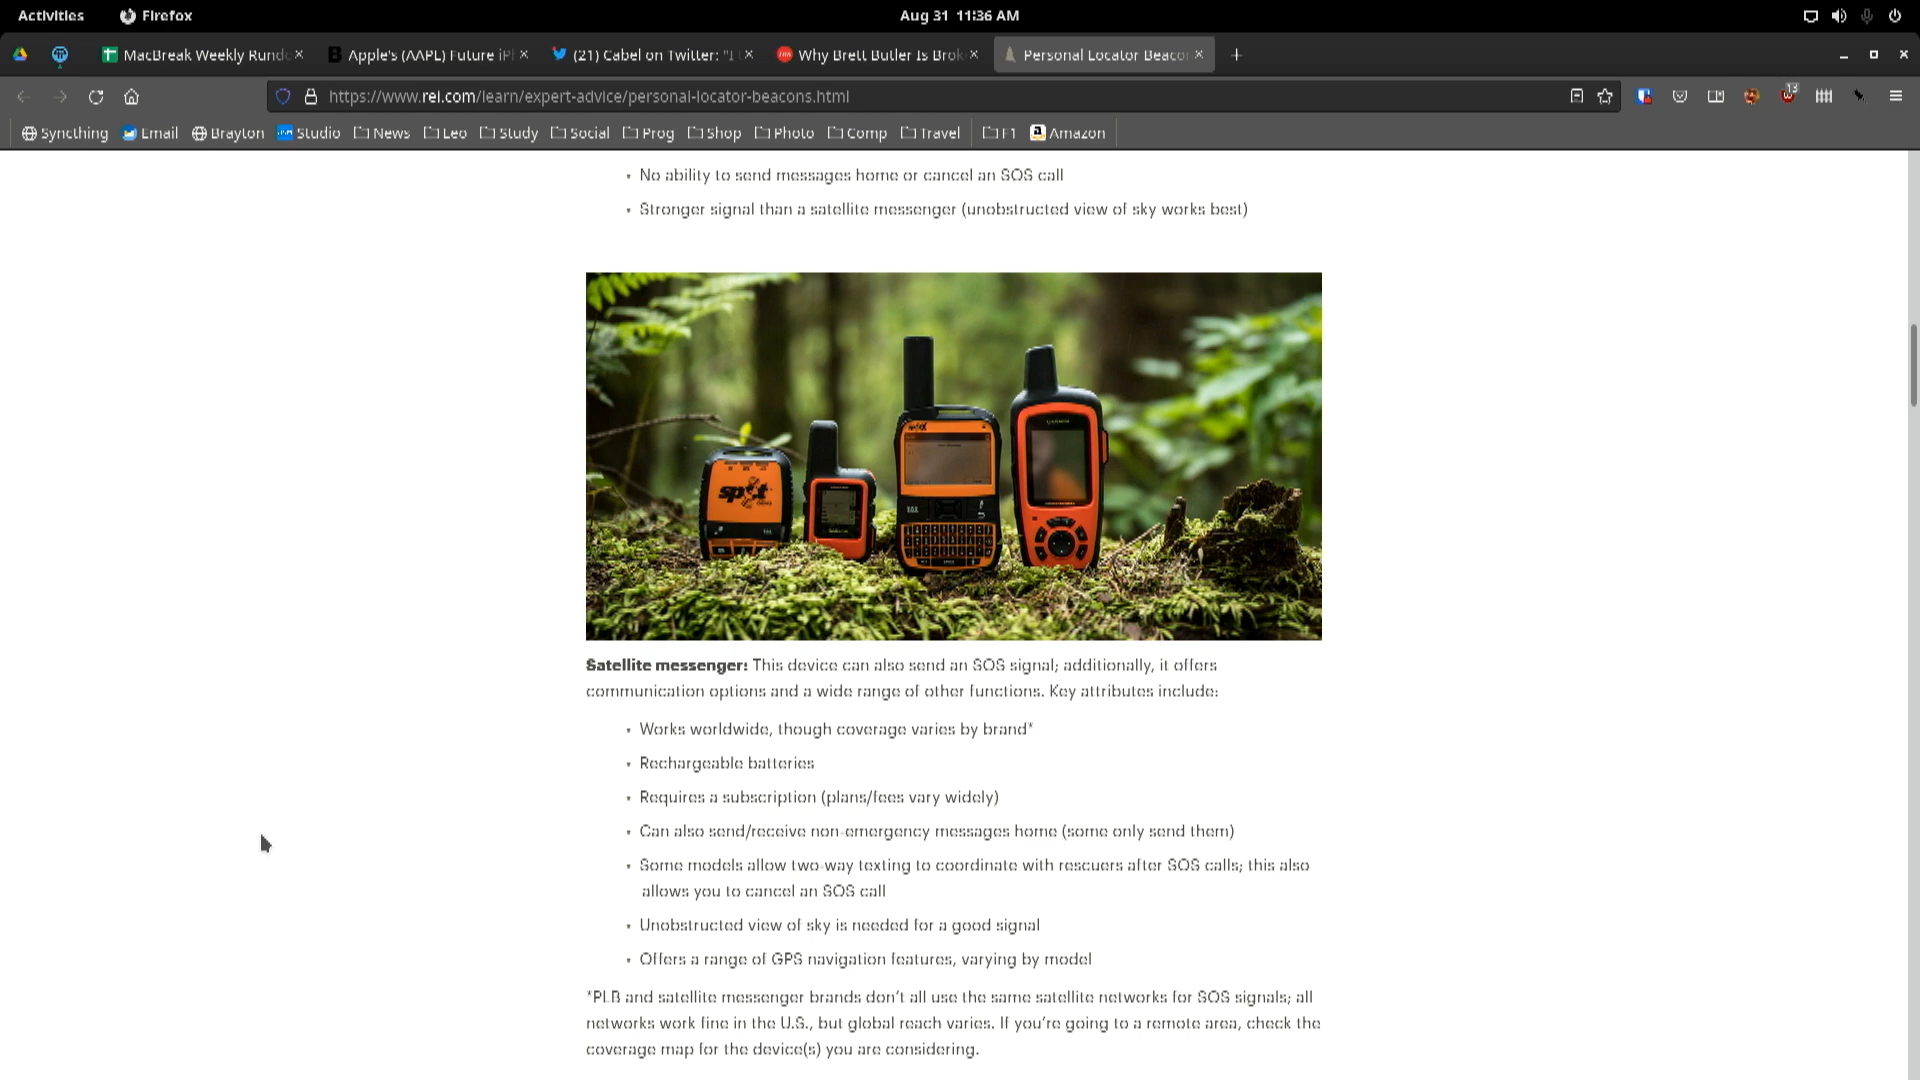 Activities Firefox Aug 31 11:36 AM
MacBreak Weekly Rundo Apple's (AAPL) Future iP (21) Cabel on Twitter: "I Why Brett Butler Is Brok Personal Locator Beacon
https://www.rei.com/learn/expert-advice/personal-locator-beacons.html 13
Syncthing Email Brayton Studio News Leo Study Social Prog Shop Photo Comp Travel F1 Amazon
• No ability to send messages home or cancel an SOS call
• Stronger signal than a satellite messenger (unobstructed view of sky works best)
spot
Satellite messenger: This device can also send an SOS signal; additionally, it offers
communication options and a wide range of other functions. Key attributes include:
• Works worldwide, though coverage varies by brand*
• Rechargeable batteries
• Requires a subscription (plans/fees vary widely)
• Can also send/receive non-emergency messages home (some only send them)
• Some models allow two-way texting to coordinate with rescuers after SOS calls; this also
allows you to cancel an SOS call
• Unobstructed view of sky is needed for a good signal
• Offers a range of GPS navigation features, varying by model
*PLB and satellite messenger brands don't all use the same satellite networks for SOS signals; all
networks work fine in the U.S., but global reach varies. If you're going to a remote area, check the
coverage map for the device(s) you are considering.